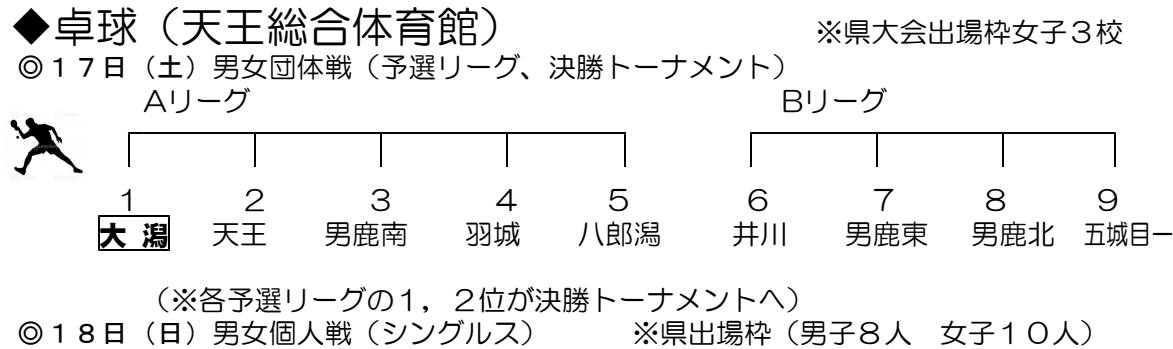 ◆卓球（天王総合体育館）　※県大会出場枠女子３校
◎１７日（土）男女団体戦（予選リーグ、決勝トーナメント）
Aリーグ　Bリーグ
１　２　３　４　５　６　７　８　９
大潟　天王　男鹿南　羽城　八郎潟　井川　男鹿東　男鹿北　五城目一
（※各予選リーグの１，２位が決勝トーナメントへ）
◎１８日（日）男女個人戦（シングルス）　※県出場枠（男子８人　女子１０人）